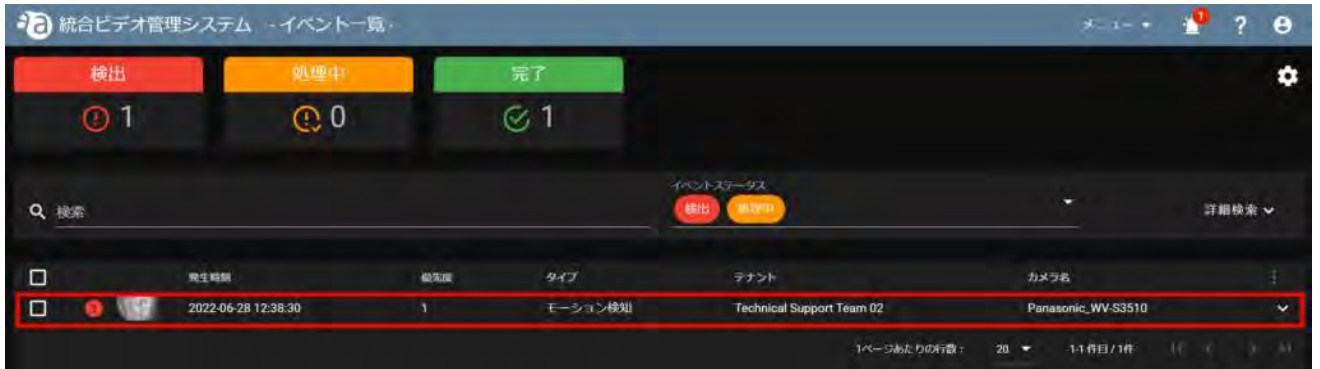 統合ビデオ管理システム - イベント一覧 -
メニュー
1
?
検出
処理中
完了
1
0
1
イベントステータス
検索
検出
処理中
詳細検索
発生時刻 優先度 タイプ テナント カメラ名
2022-06-28 12:38:30 1 モーション検知 Technical Support Team 02 Panasonic_WV-S3510
1ページあたりの行数: 20 1-1 件目 / 1件